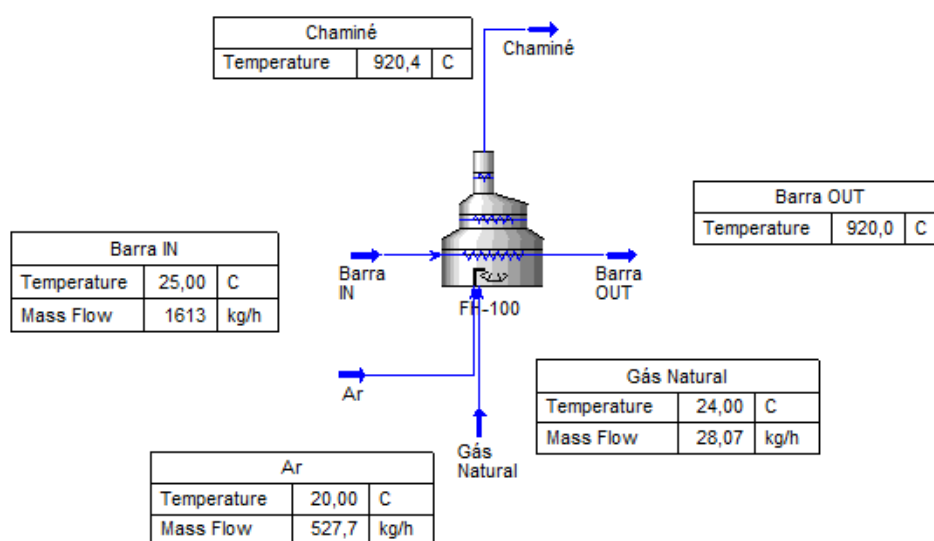 Chaminé
Temperature 920,4 C
Chaminé
Barra OUT
Temperature 920,0 C
Barra IN
Temperature 25,00 C
Mass Flow 1613 kg/h
Barra
IN
Barra
OUT
FH-100
Ar
Gás Natural
Temperature 24,00 C
Mass Flow 28,07 kg/h
Gás
Natural
Ar
Temperature 20,00 C
Mass Flow 527,7 kg/h